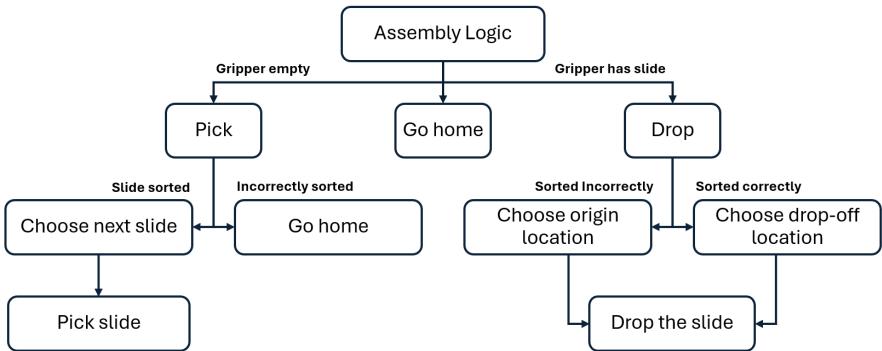 Assembly Logic
Gripper empty
Gripper has slide
Pick
Go home
Drop
Slide sorted
Incorrectly sorted
Sorted Incorrectly
Sorted correctly
Choose next slide
Go home
Choose origin
location
Choose drop-off
location
Pick slide
Drop the slide